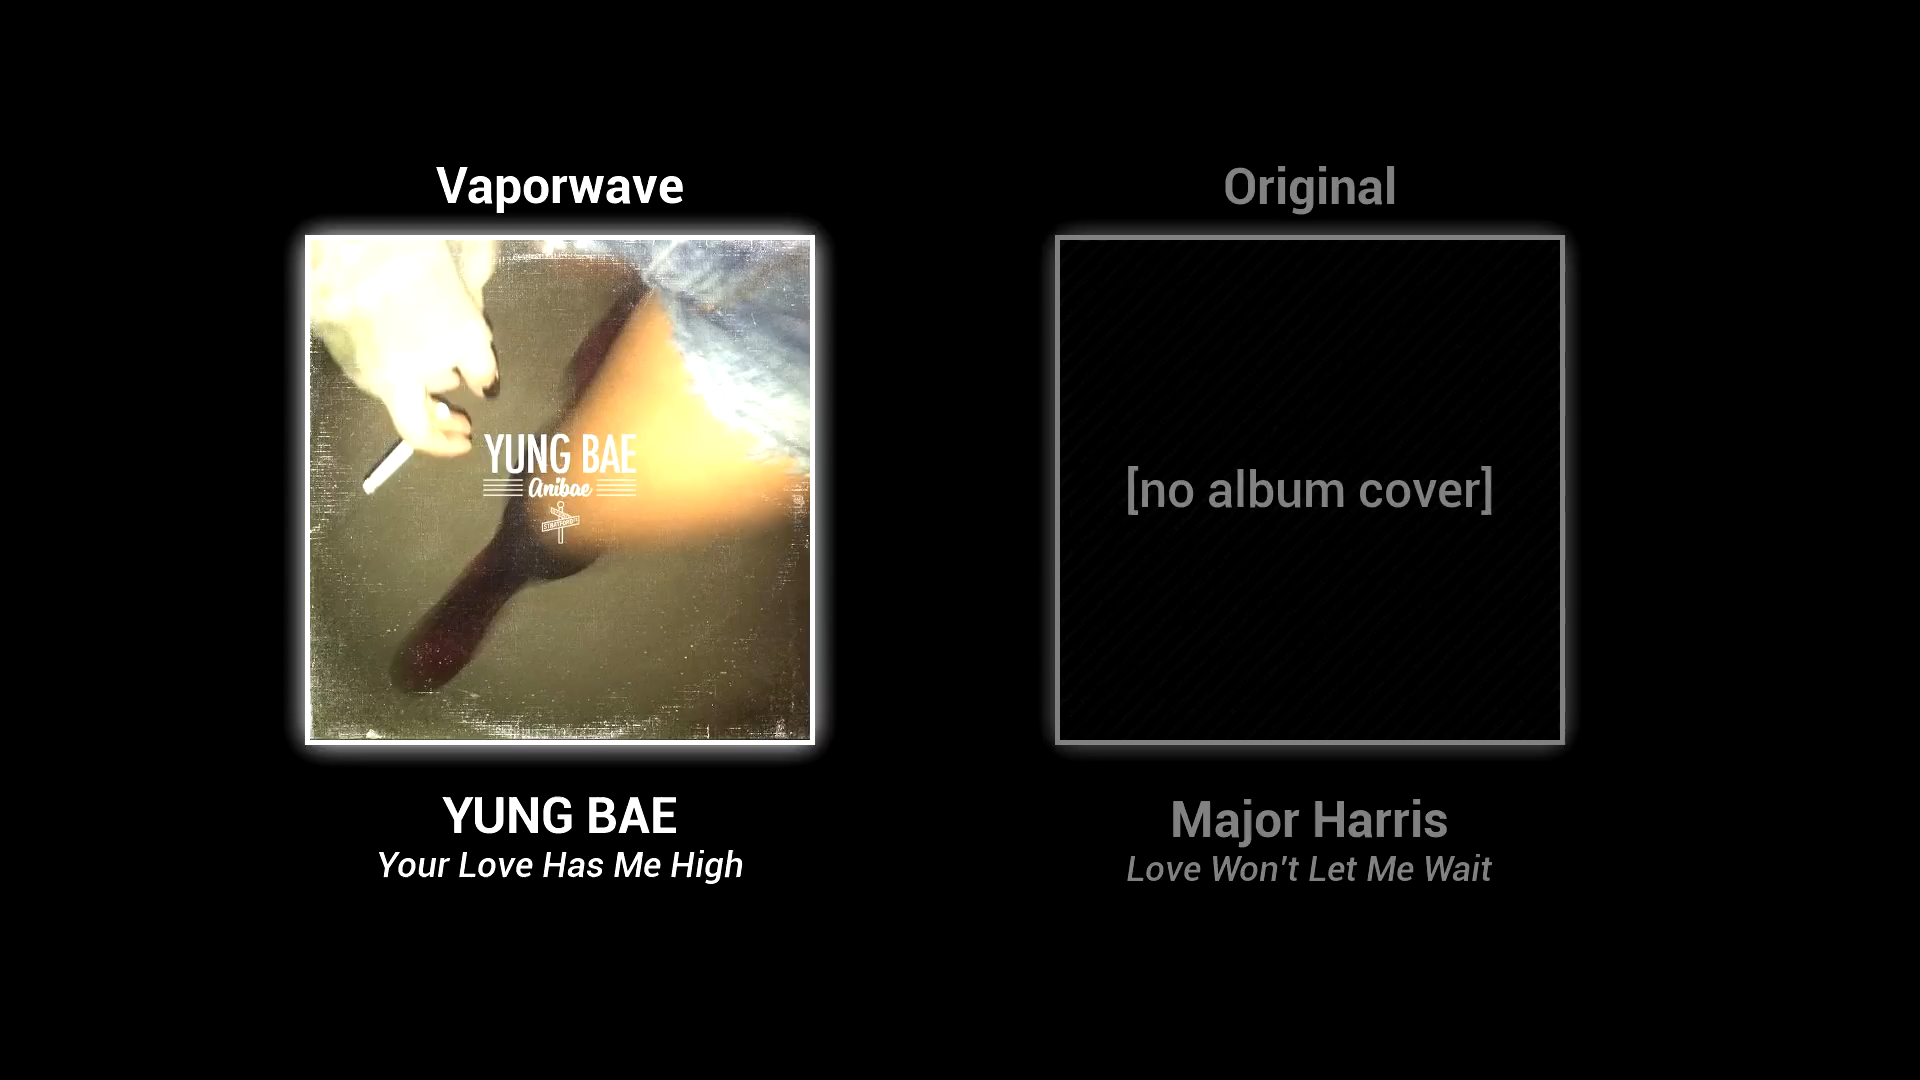 Vaporwave
YUNG BAE
Anibae
STRATFORD
YUNG BAE
Your Love Has Me High
Original
[no album cover]
Major Harris
Love Won't Let Me Wait